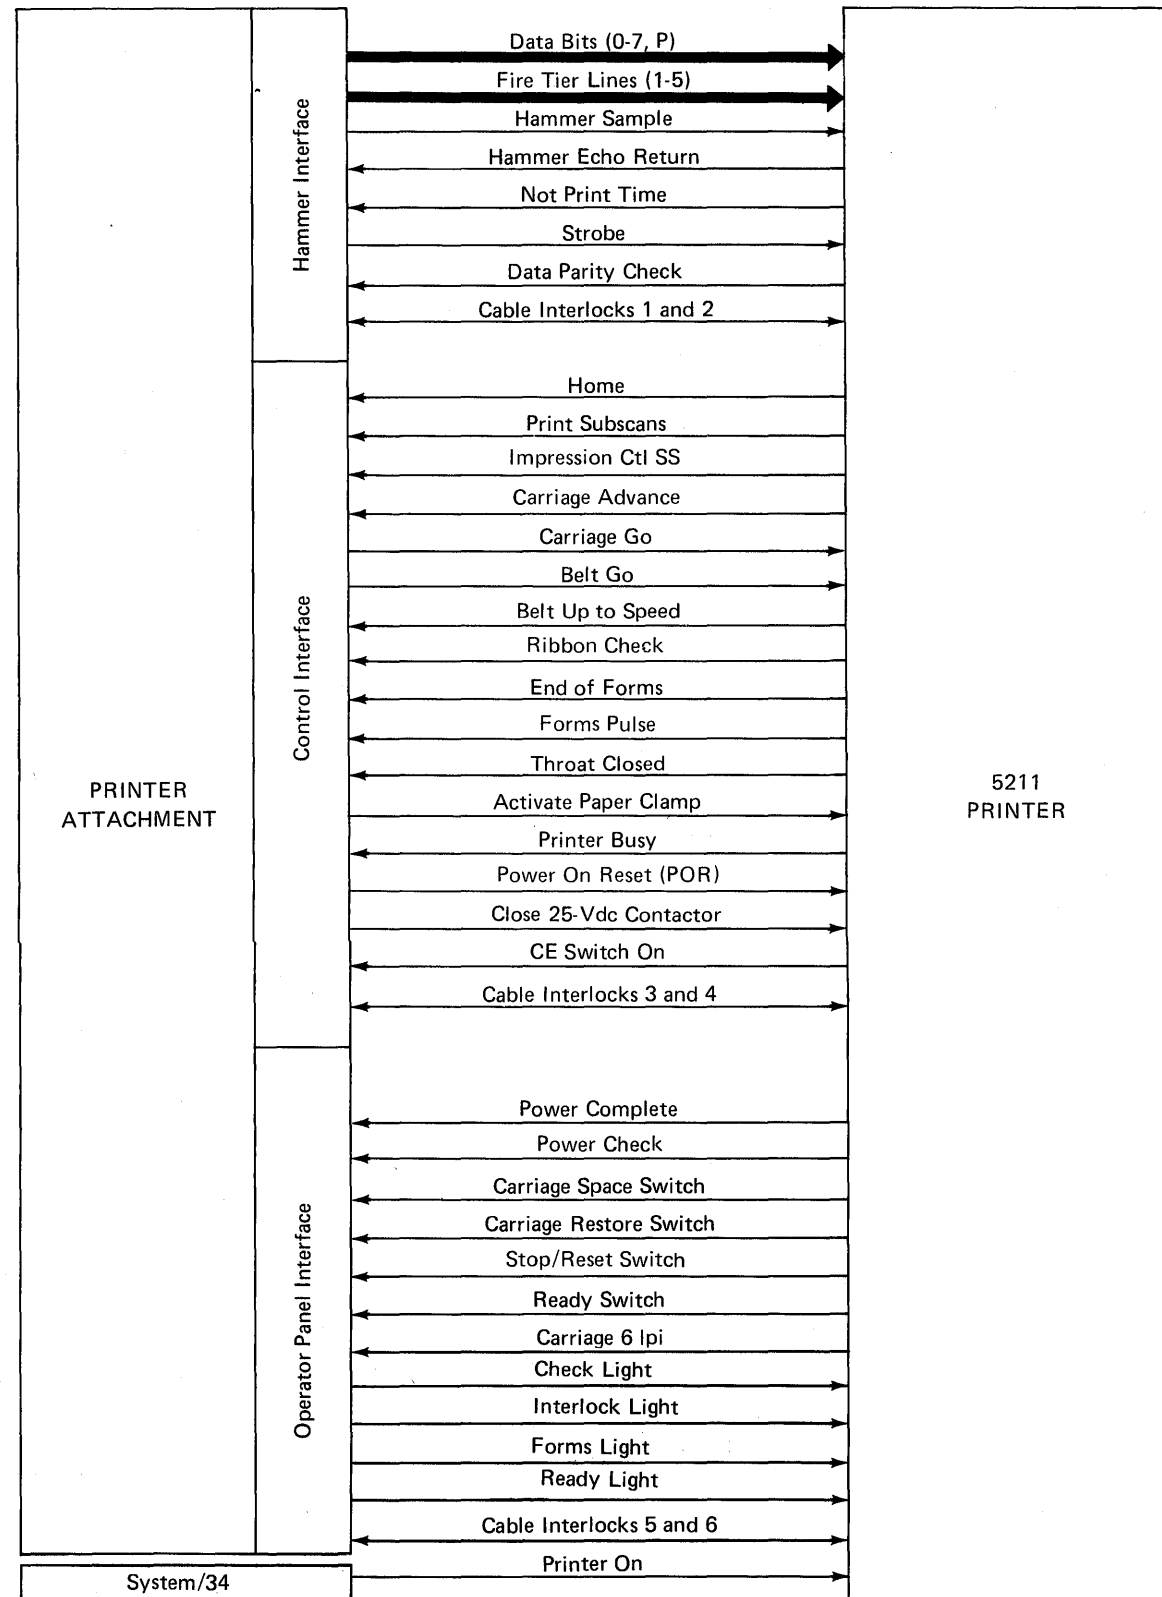 Data Bits (0-7, P)
Fire Tier Lines (1-5)
Hammer Sample
Hammer Echo Return
Not Print Time
Strobe
Data Parity Check
Cable Interlocks 1 and 2
Hammer Interface
Home
Print Subscans
Impression Ctl SS
Carriage Advance
Carriage Go
Belt Go
Belt Up to Speed
Ribbon Check
End of Forms
Forms Pulse
Throat Closed
Activate Paper Clamp
Printer Busy
Power On Reset (POR)
Close 25-Vdc Contactor
CE Switch On
Cable Interlocks 3 and 4
Control Interface
PRINTER
ATTACHMENT
5211
PRINTER
Power Complete
Power Check
Carriage Space Switch
Carriage Restore Switch
Stop/Reset Switch
Ready Switch
Carriage 6 lpi
Check Light
Interlock Light
Forms Light
Ready Light
Cable Interlocks 5 and 6
Operator Panel Interface
Printer On
System/34